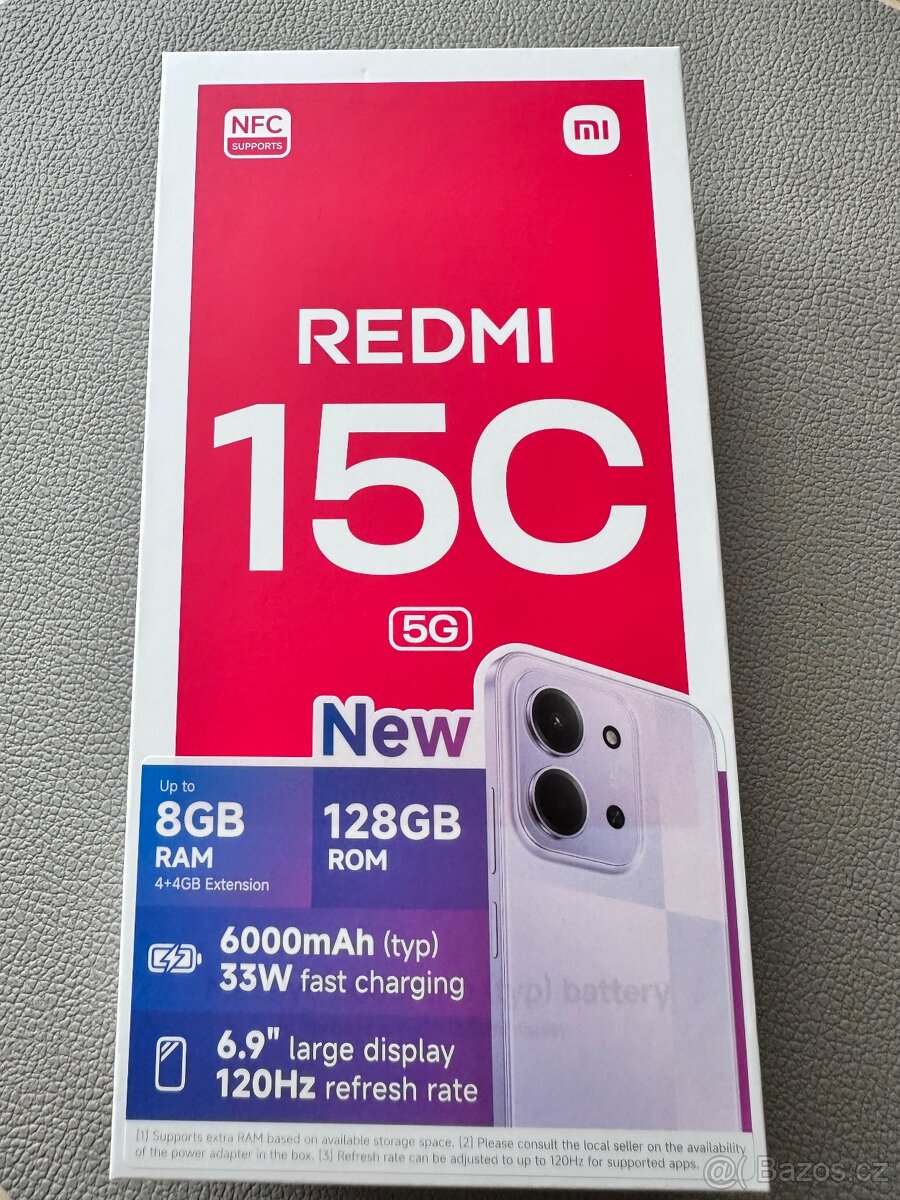 NFC
SUPPORTS
mi
REDMI
15C
5G
New
Up to
8GB
RAM
4+4GB Extension
128GB
ROM
6000mAh (typ)
33W fast charging
typ) battery
6.9" large display
120Hz refresh rate
[1] Supports extra RAM based on available storage space. [2] Please consult the local seller on the availability
of the power adapter in the box. [3] Refresh rate can be adjusted up to 120Hz for supported apps.
@ Bazos.cz